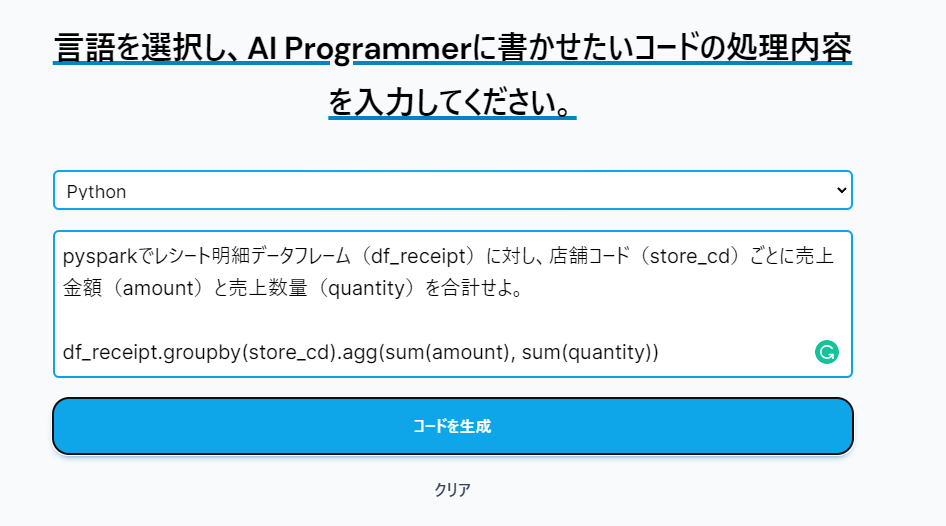 言語を選択し、AI Programmerに書かせたいコードの処理内容
を入力してください。
Python
pysparkでレシート明細データフレーム（df_receipt）に対し、店舗コード（store_cd）ごとに売上
金額（amount）と売上数量（quantity）を合計せよ。
df_receipt.groupby(store_cd).agg(sum(amount), sum(quantity))
コードを生成
クリア